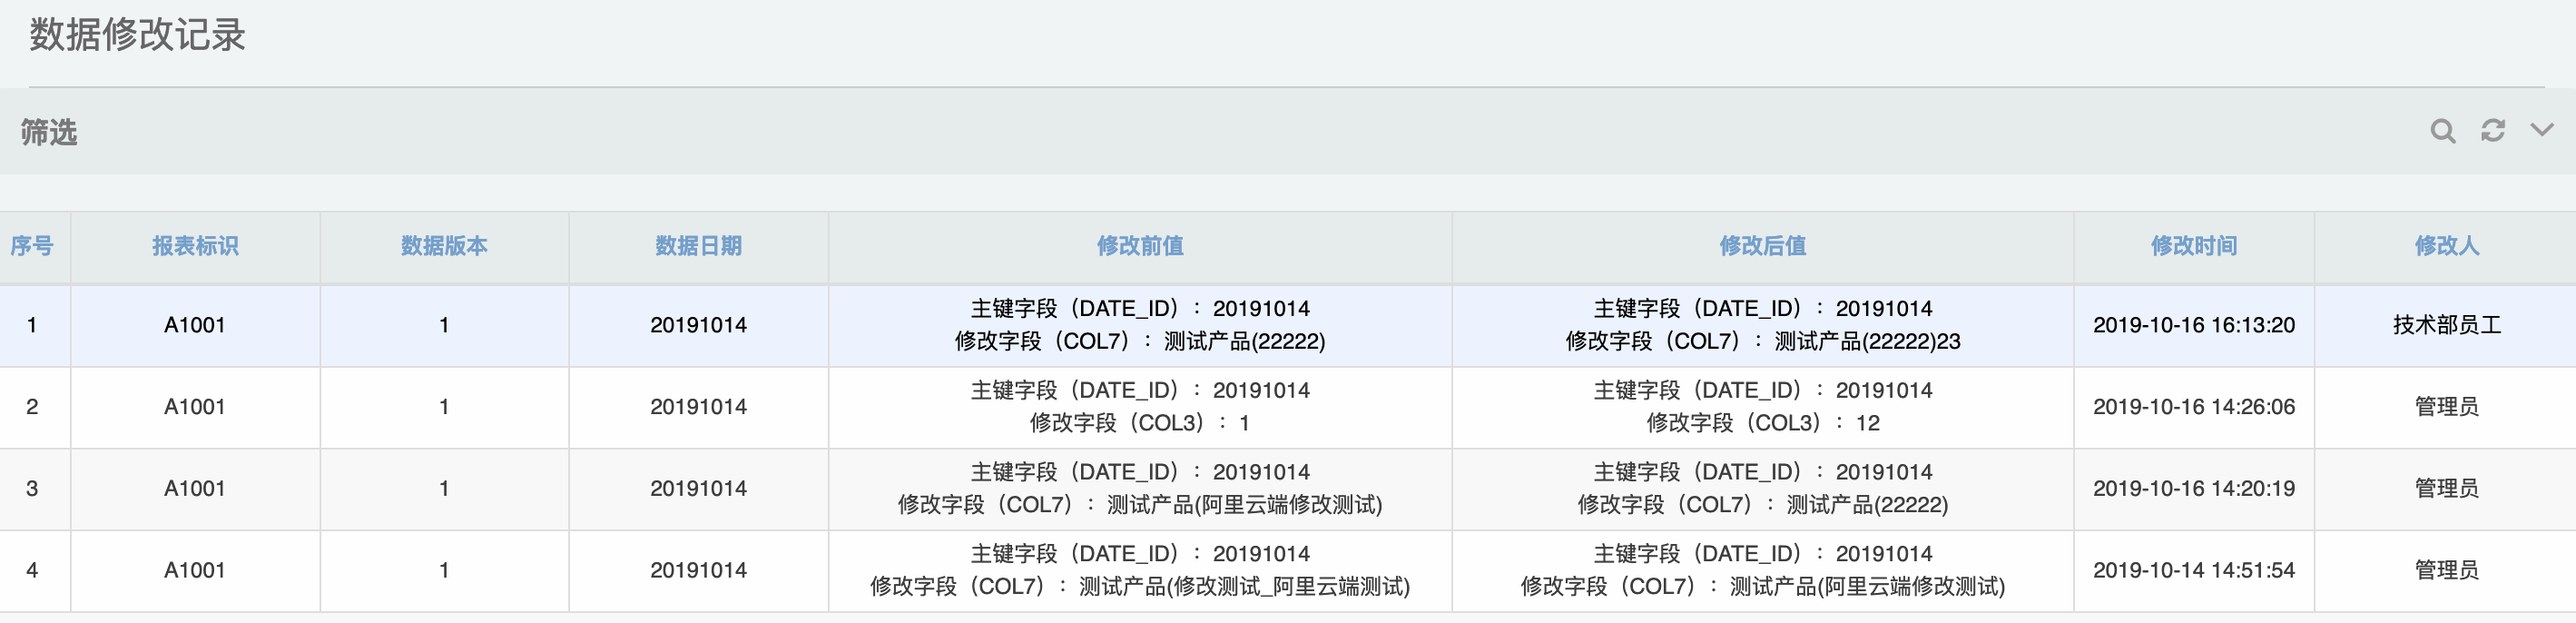 数据修改记录
筛选
序号 报表标识 数据版本 数据日期 修改前值 修改后值 修改时间 修改人
1 A1001 1 20191014 主键字段（DATE_ID）：20191014 主键字段（DATE_ID）：20191014 2019-10-16 16:13:20 技术部员工
修改字段（COL7）：测试产品(22222) 修改字段（COL7）：测试产品(22222)23
2 A1001 1 20191014 主键字段（DATE_ID）：20191014 主键字段（DATE_ID）：20191014 2019-10-16 14:26:06 管理员
修改字段（COL3）：1 修改字段（COL3）：12
3 A1001 1 20191014 主键字段（DATE_ID）：20191014 主键字段（DATE_ID）：20191014 2019-10-16 14:20:19 管理员
修改字段（COL7）：测试产品(阿里云端修改测试) 修改字段（COL7）：测试产品(22222)
4 A1001 1 20191014 主键字段（DATE_ID）：20191014 主键字段（DATE_ID）：20191014 2019-10-14 14:51:54 管理员
修改字段（COL7）：测试产品(修改测试_阿里云端测试) 修改字段（COL7）：测试产品(阿里云端修改测试)